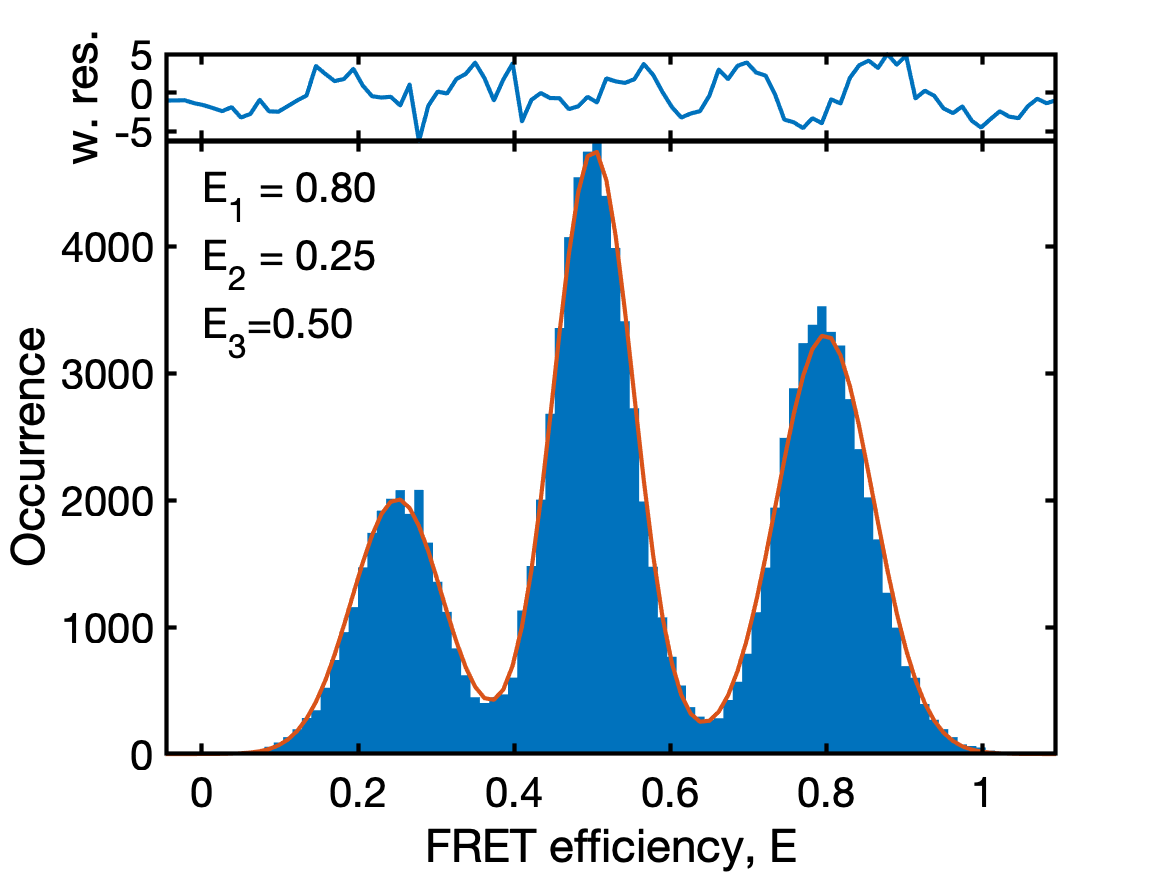 w. res.
5
0
-5
E1 = 0.80
E2 = 0.25
E3=0.50
Occurrence
4000
3000
2000
1000
0
0 0.2 0.4 0.6 0.8 1
FRET efficiency, E